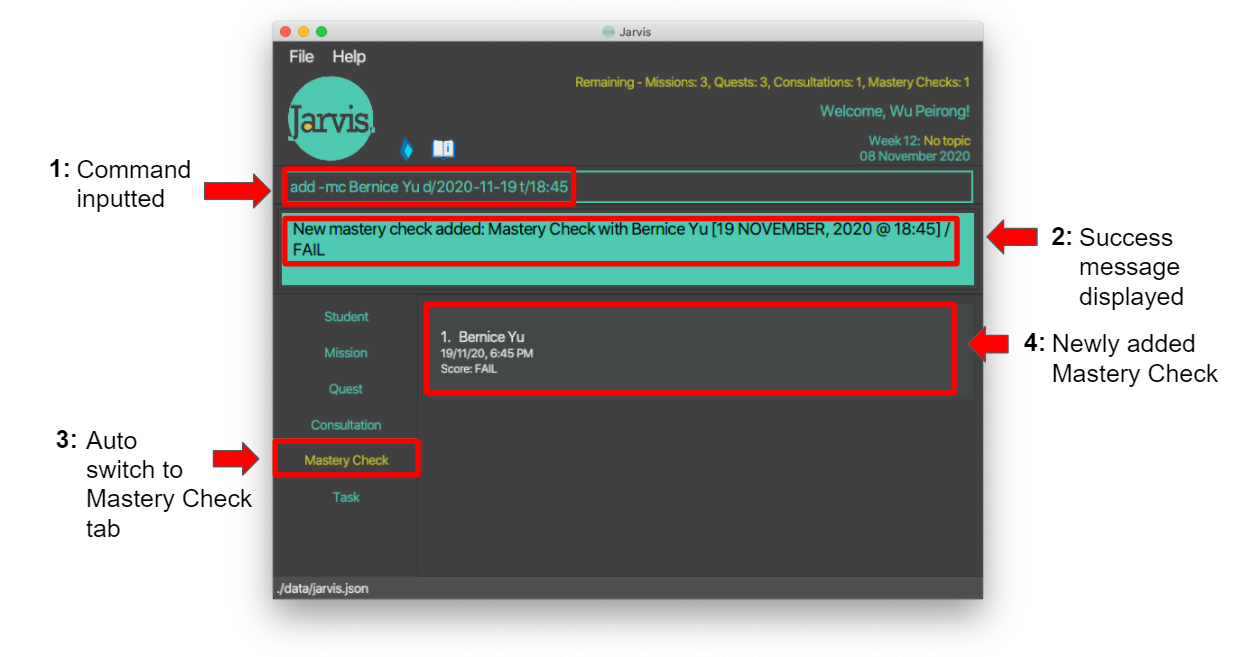 Jarvis
File Help
Remaining - Missions: 3, Quests: 3, Consultations: 1, Mastery Checks: 1
Jarvis.
Welcome, Wu Peirong!
Week 12: No topic
08 November 2020
1: Command
inputted
add -mc Bernice Yu d/2020-11-19 t/18:45
New mastery check added: Mastery Check with Bernice Yu [19 NOVEMBER, 2020 @ 18:45] /
FAIL
2: Success
message
displayed
Student
Mission
Quest
Consultation
Mastery Check
Task
1. Bernice Yu
19/11/20, 6:45 PM
Score: FAIL
4: Newly added
Mastery Check
3: Auto
switch to
Mastery Check
tab
./data/jarvis.json